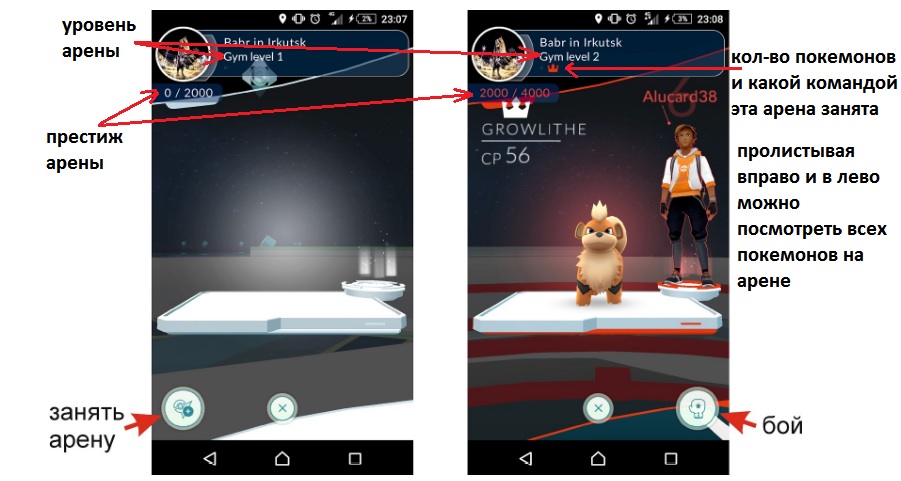 уровень
арены
престиж
арены
занять
арену
2%
23:07
Babr in Irkutsk
Gym level 1
0 / 2000
3%
23:08
Babr in Irkutsk
Gym level 2
2000 / 4000
6
Alucard38
GROWLITHE
CP 56
кол-во покемонов
и какой командой
эта арена занята
пролистывая
вправо и в лево
можно
посмотреть всех
покемонов на
арене
бой